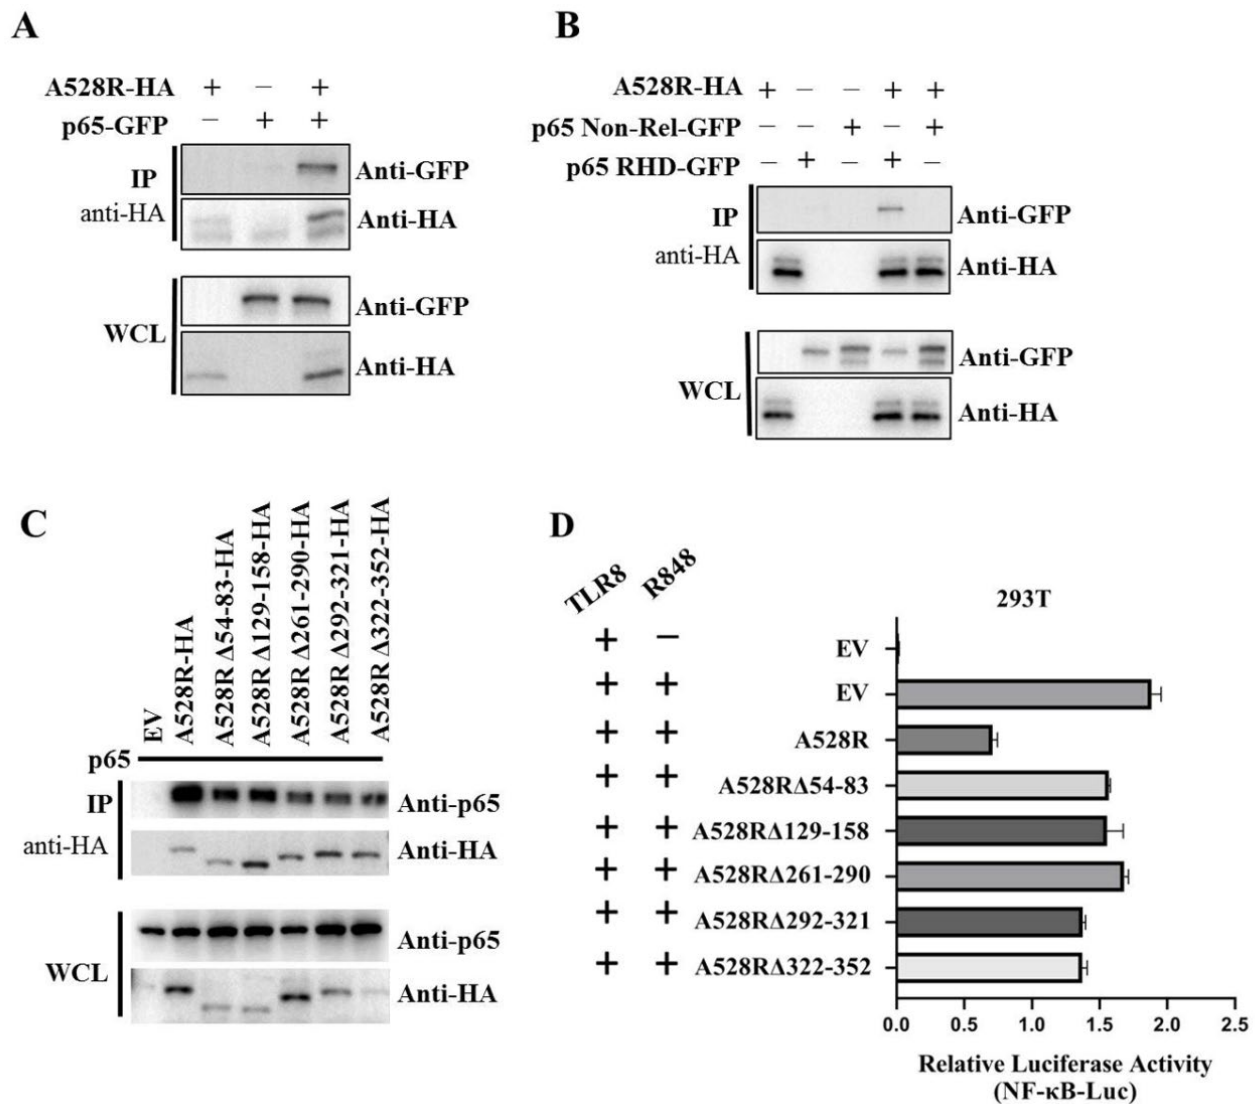 A
A528R-HA + − +
p65-GFP − + +
IP
anti-HA
Anti-GFP
Anti-HA
WCL
Anti-GFP
Anti-HA
B
A528R-HA + − − + +
p65 Non-Rel-GFP − − + − +
p65 RHD-GFP − + − + −
IP
anti-HA
Anti-GFP
Anti-HA
WCL
Anti-GFP
Anti-HA
C
EV
A528R-HA
A528R Δ54-83-HA
A528R Δ129-158-HA
A528R Δ261-290-HA
A528R Δ292-321-HA
A528R Δ322-352-HA
p65
IP
anti-HA
Anti-p65
Anti-HA
WCL
Anti-p65
Anti-HA
D
TLR8 R848
293T
+ − EV
+ + EV
+ + A528R
+ + A528RΔ54-83
+ + A528RΔ129-158
+ + A528RΔ261-290
+ + A528RΔ292-321
+ + A528RΔ322-352
0.0 0.5 1.0 1.5 2.0 2.5
Relative Luciferase Activity
(NF-κB-Luc)